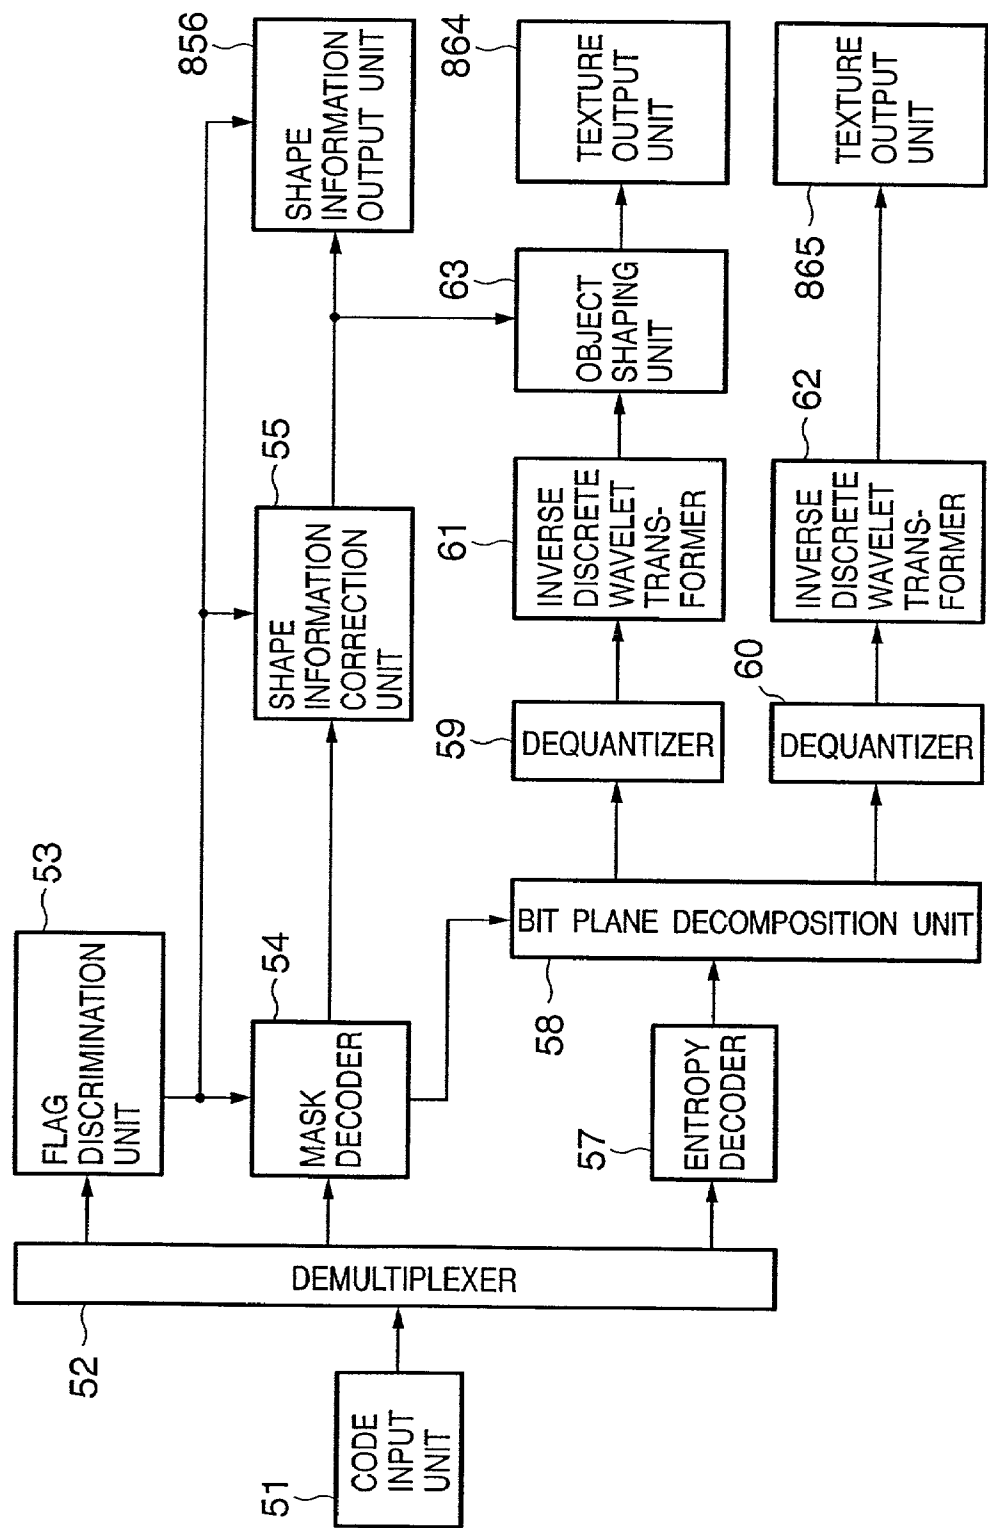 53
FLAG
DISCRIMINATION
UNIT
856
SHAPE
INFORMATION
OUTPUT UNIT
55
SHAPE
INFORMATION
CORRECTION
UNIT
54
MASK
DECODER
52
DEMULTIPLEXER
51
CODE
INPUT
UNIT
57
ENTROPY
DECODER
58
BIT PLANE DECOMPOSITION UNIT
59
DEQUANTIZER
61
INVERSE
DISCRETE
WAVELET
TRANS-
FORMER
63
OBJECT
SHAPING
UNIT
864
TEXTURE
OUTPUT
UNIT
60
DEQUANTIZER
62
INVERSE
DISCRETE
WAVELET
TRANS-
FORMER
865
TEXTURE
OUTPUT
UNIT